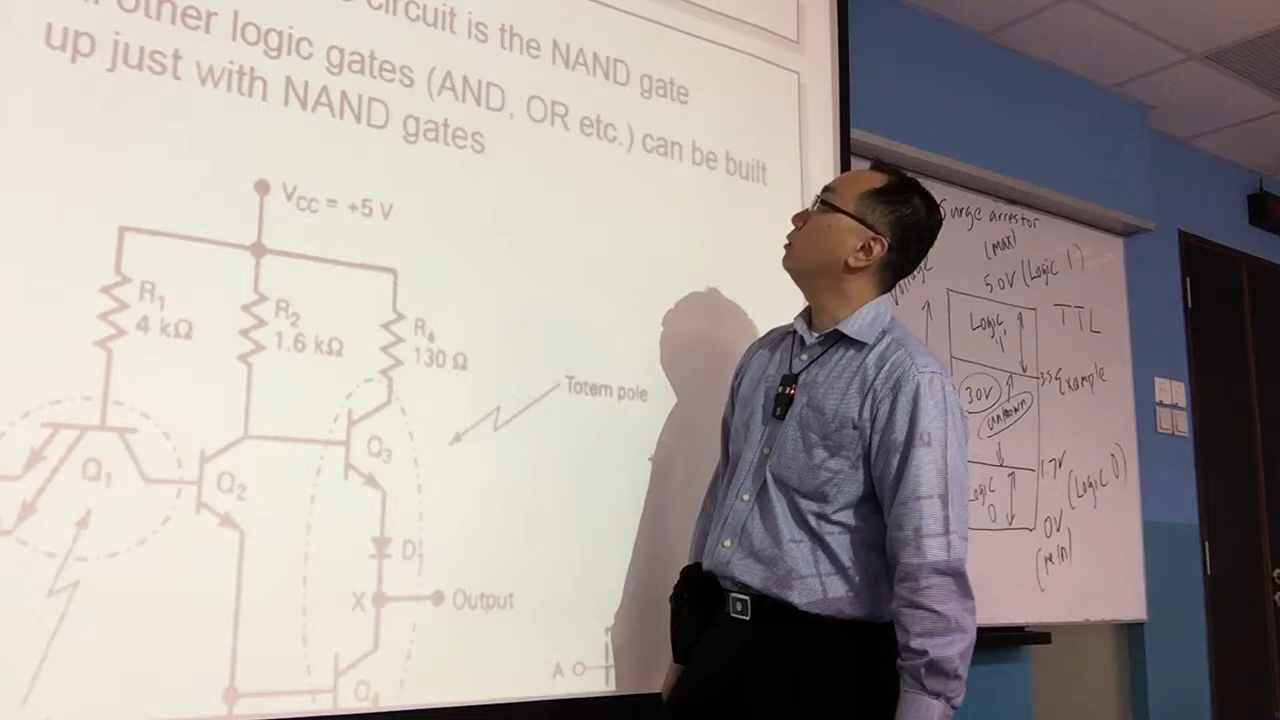 circuit is the NAND gate
other logic gates (AND, OR etc.) can be built
up just with NAND gates
VCC = +5 V
R1
4 kΩ
R2
1.6 kΩ
R4
130 Ω
Totem pole
Q1
Q2
Q3
D
X
Output
Q4
A
Surge arrestor
(max)
5.0V (Logic 1)
Voltage
Logic
'1'
TTL
3.5
Example
3.0V
unknown
1.7V
(Logic 0)
Logic
0
0V
(min)